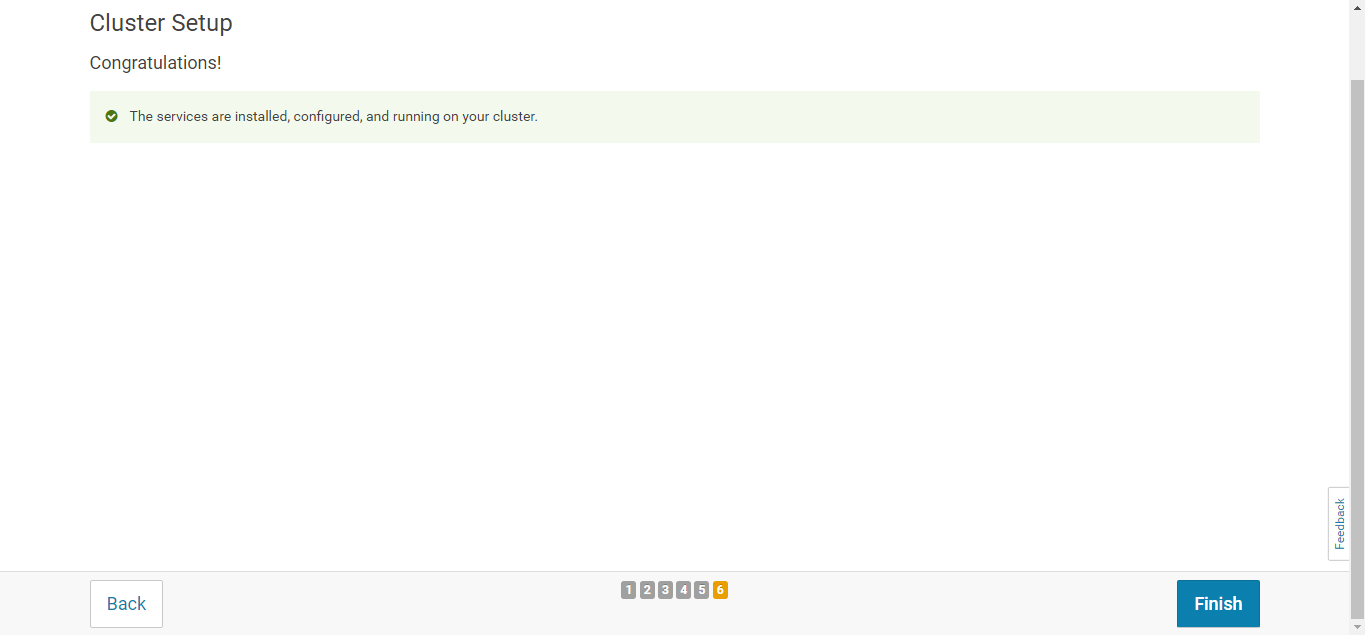 Cluster Setup
Congratulations!
The services are installed, configured, and running on your cluster.
Feedback
Back
1 2 3 4 5 6
Finish